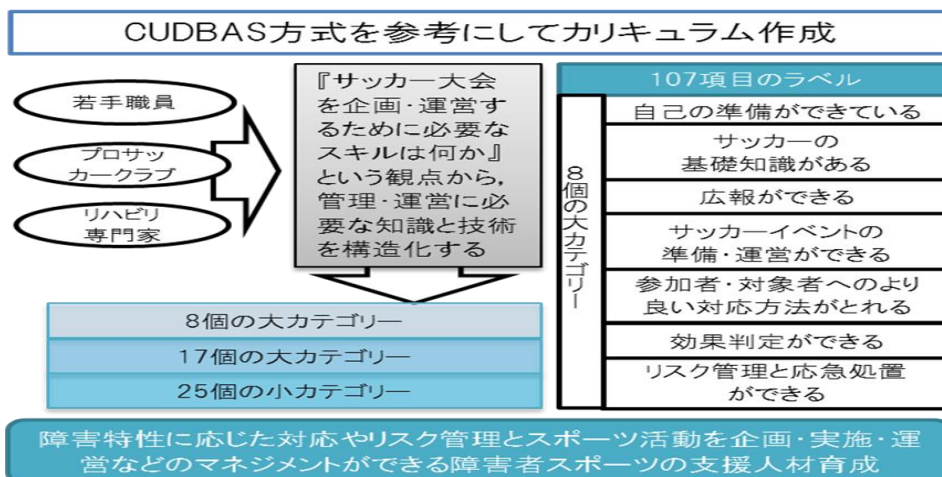 CUDBAS方式を参考にしてカリキュラム作成
若手職員
プロサッ
カークラブ
リハビリ
専門家
『サッカー大会
を企画・運営す
るために必要な
スキルは何か』
という観点から,
管理・運営に必
要な知識と技術
を構造化する
8個の大カテゴリー
17個の大カテゴリー
25個の小カテゴリー
107項目のラベル
8個の大カテゴリー
自己の準備ができている
サッカーの
基礎知識がある
広報ができる
サッカーイベントの
準備・運営ができる
参加者・対象者へのより
良い対応方法がとれる
効果判定ができる
リスク管理と応急処置
ができる
障害特性に応じた対応やリスク管理とスポーツ活動を企画・実施・運
営などのマネジメントができる障害者スポーツの支援人材育成